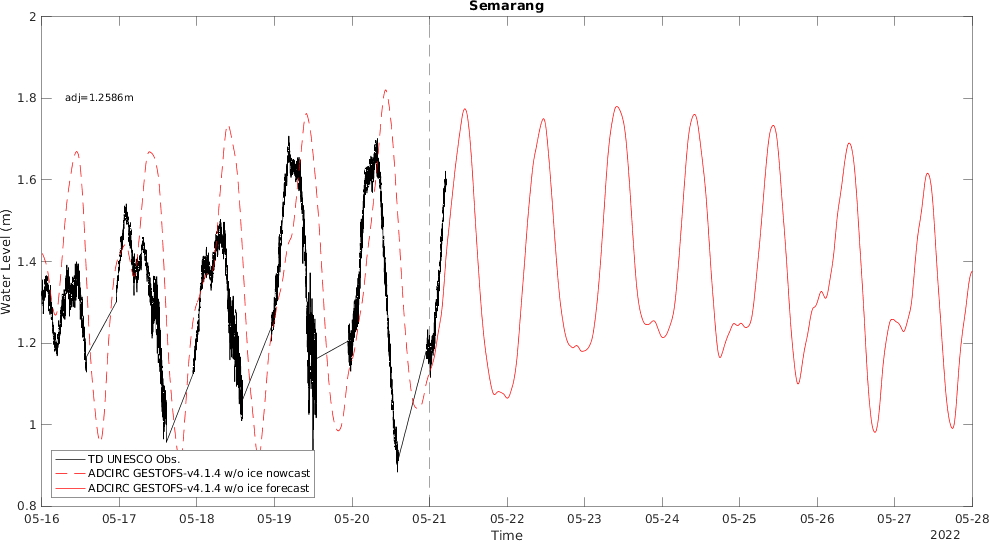 Semarang
2
1.8
1.6
1.4
1.2
1
0.8
Water Level (m)
adj=1.2586m
TD UNESCO Obs.
ADCIRC GESTOFS-v4.1.4 w/o ice nowcast
ADCIRC GESTOFS-v4.1.4 w/o ice forecast
05-16 05-17 05-18 05-19 05-20 05-21 05-22 05-23 05-24 05-25 05-26 05-27 05-28
Time
2022